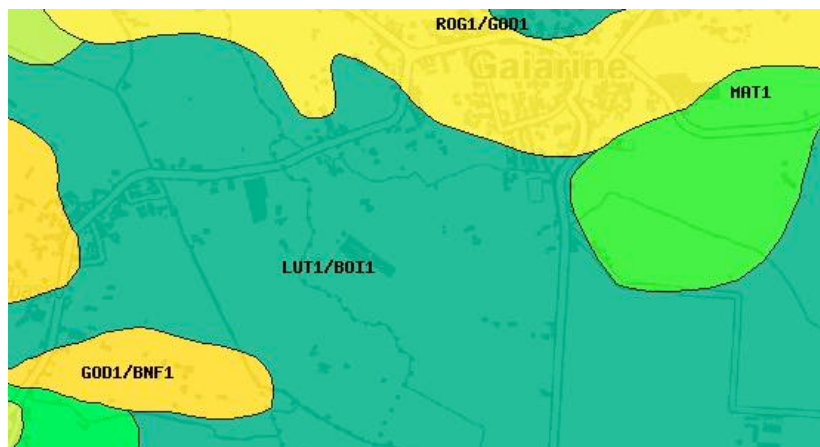 ROG1/GOD1
Gaiarine
MAT1
LUT1/BOI1
GOD1/BNF1